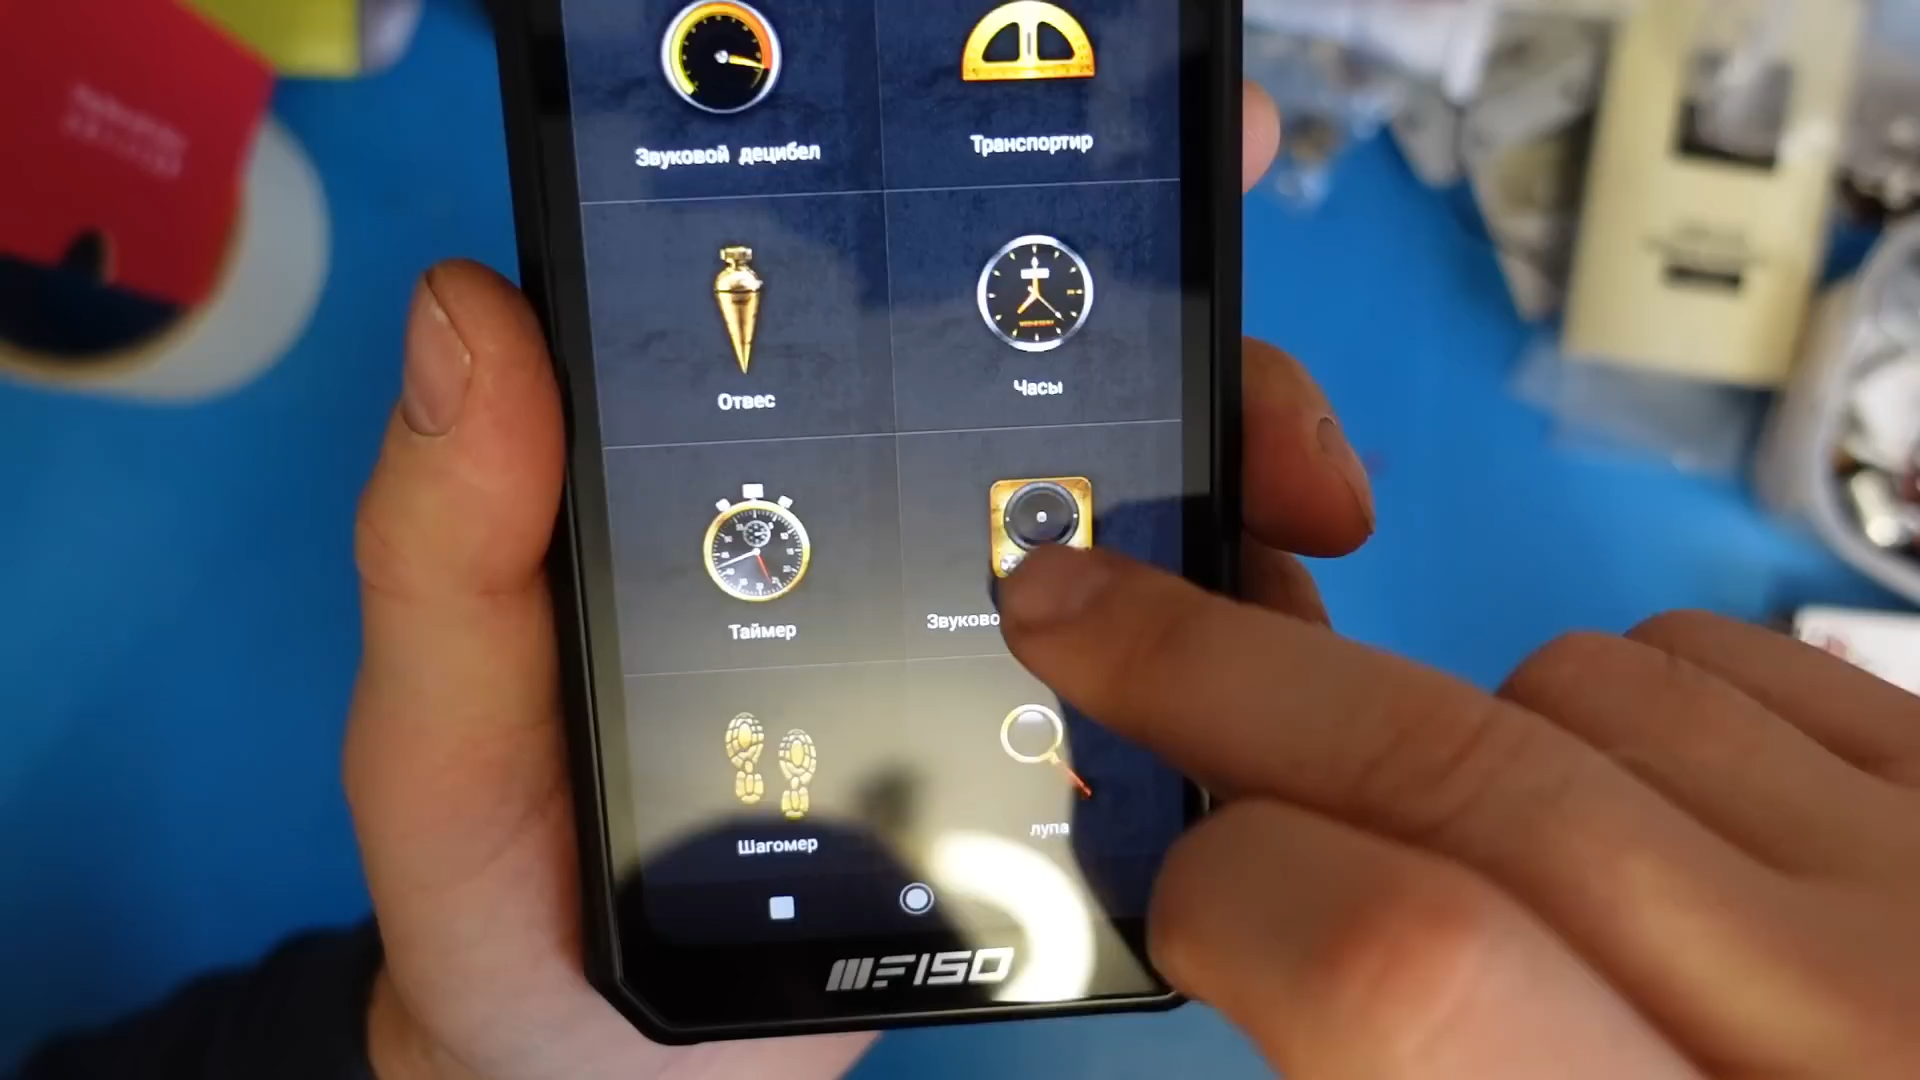 Звуковой децибел
Транспортир
Отвес
Часы
Таймер
Звуково
Шагомер
лупа
F150